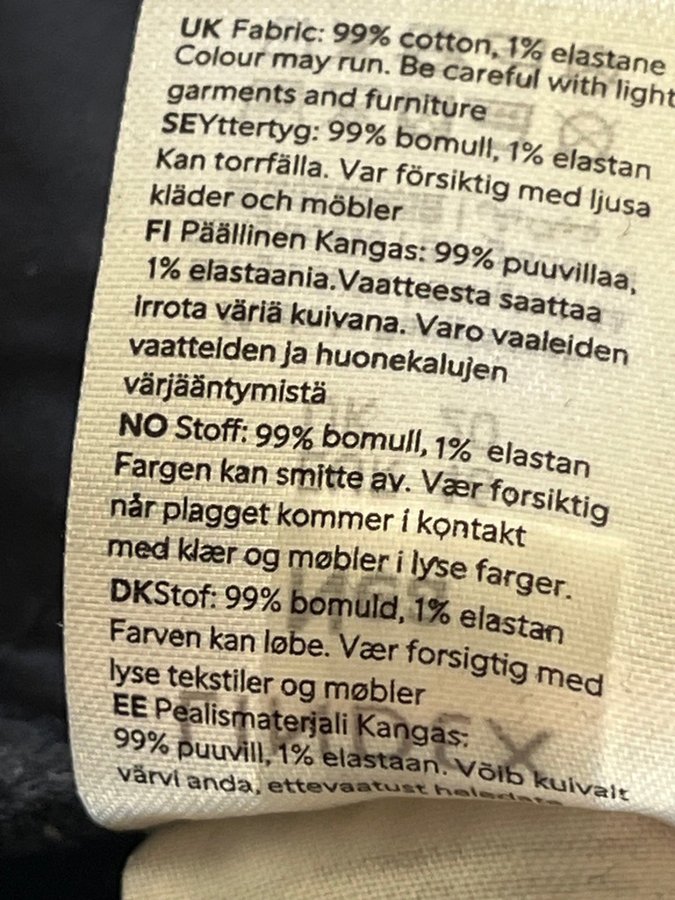 UK Fabric: 99% cotton, 1% elastane
Colour may run. Be careful with light
garments and furniture
SEYttertyg: 99% bomull, 1% elastan
Kan torrfälla. Var försiktig med ljusa
kläder och möbler
FI Päällinen Kangas: 99% puuvillaa,
1% elastaania.Vaatteesta saattaa
irrota väriä kuivana. Varo vaaleiden
vaatteiden ja huonekalujen
värjääntymistä
NO Stoff: 99% bomull, 1% elastan
Fargen kan smitte av. Vær forsiktig
når plagget kommer i kontakt
med klær og møbler i lyse farger.
DKStof: 99% bomuld, 1% elastan
Farven kan løbe. Vær forsigtig med
lyse tekstiler og møbler
EE Pealismaterjali Kangas:
99% puuvill, 1% elastaan. Võib kuivalt
värvi anda, ettevaatust